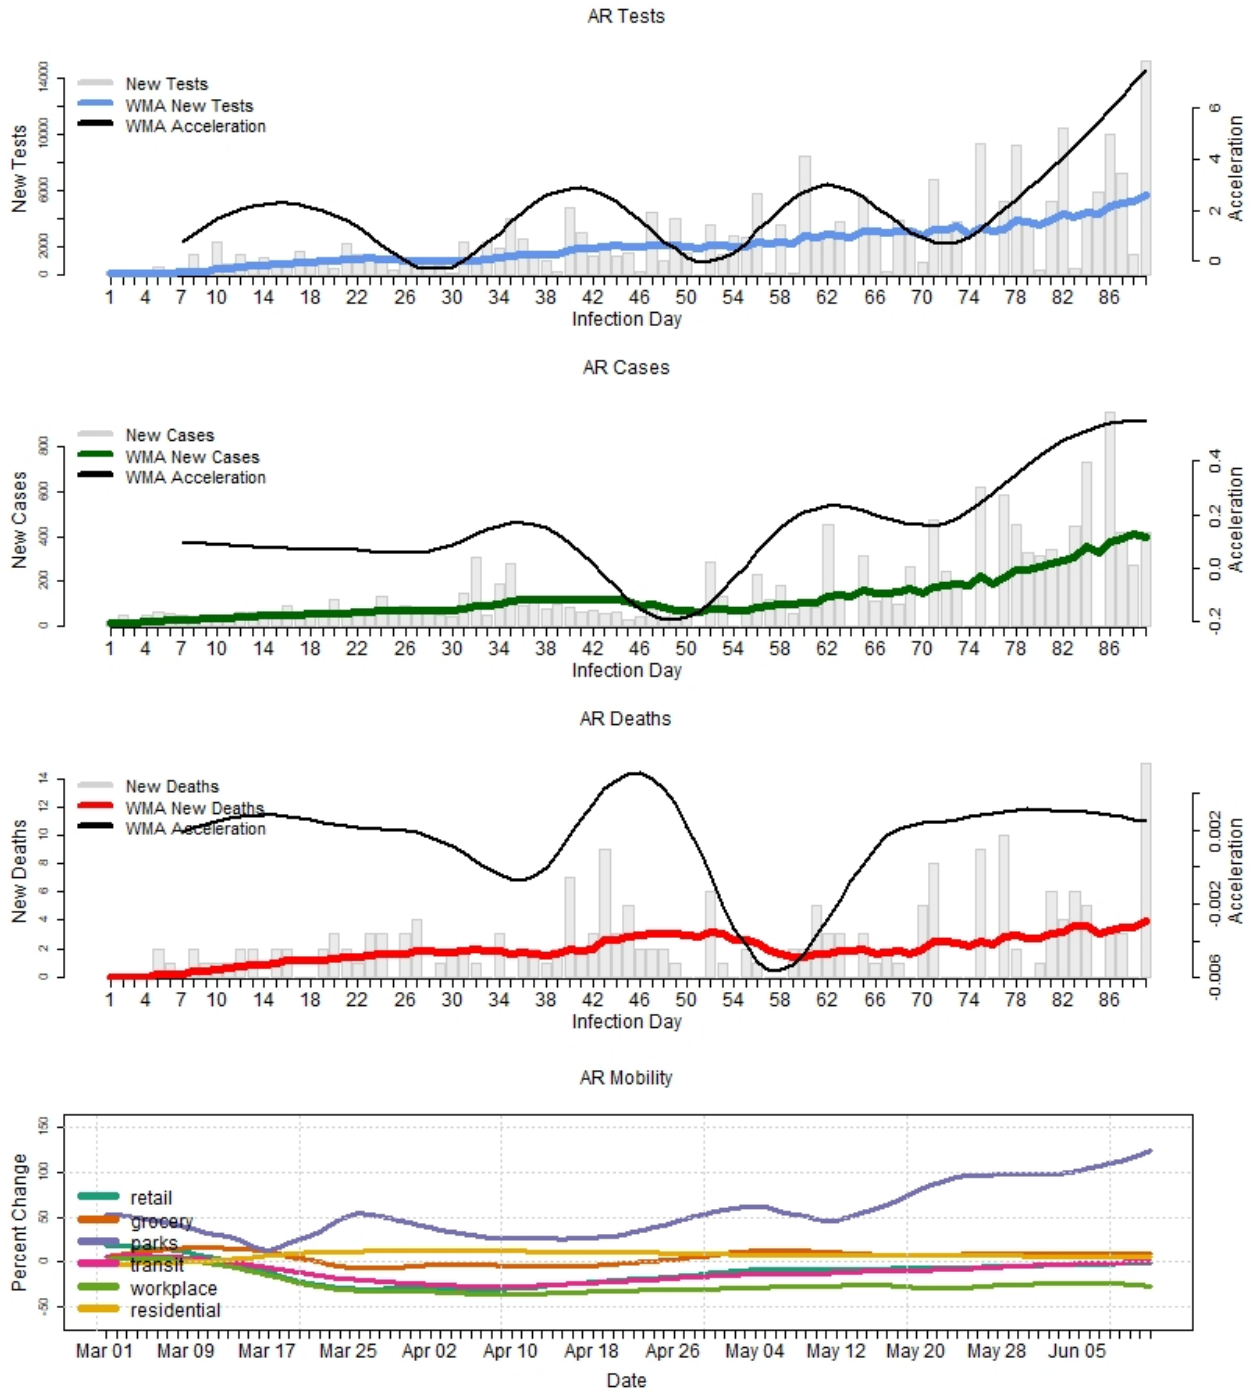 AR Tests
New Tests
WMA New Tests
WMA Acceleration
New Tests
0 2000 6000 10000 14000
Acceleration
0 2 4 6
1 4 7 10 14 18 22 26 30 34 38 42 46 50 54 58 62 66 70 74 78 82 86
Infection Day
AR Cases
New Cases
WMA New Cases
WMA Acceleration
New Cases
0 200 400 600 800
Acceleration
-0.2 0.0 0.2 0.4
1 4 7 10 14 18 22 26 30 34 38 42 46 50 54 58 62 66 70 74 78 82 86
Infection Day
AR Deaths
New Deaths
WMA New Deaths
WMA Acceleration
New Deaths
0 2 4 6 8 10 12 14
Acceleration
-0.006 -0.002 0.002
1 4 7 10 14 18 22 26 30 34 38 42 46 50 54 58 62 66 70 74 78 82 86
Infection Day
AR Mobility
Percent Change
-50 0 50 100 150
retail
grocery
parks
transit
workplace
residential
Mar 01 Mar 09 Mar 17 Mar 25 Apr 02 Apr 10 Apr 18 Apr 26 May 04 May 12 May 20 May 28 Jun 05
Date